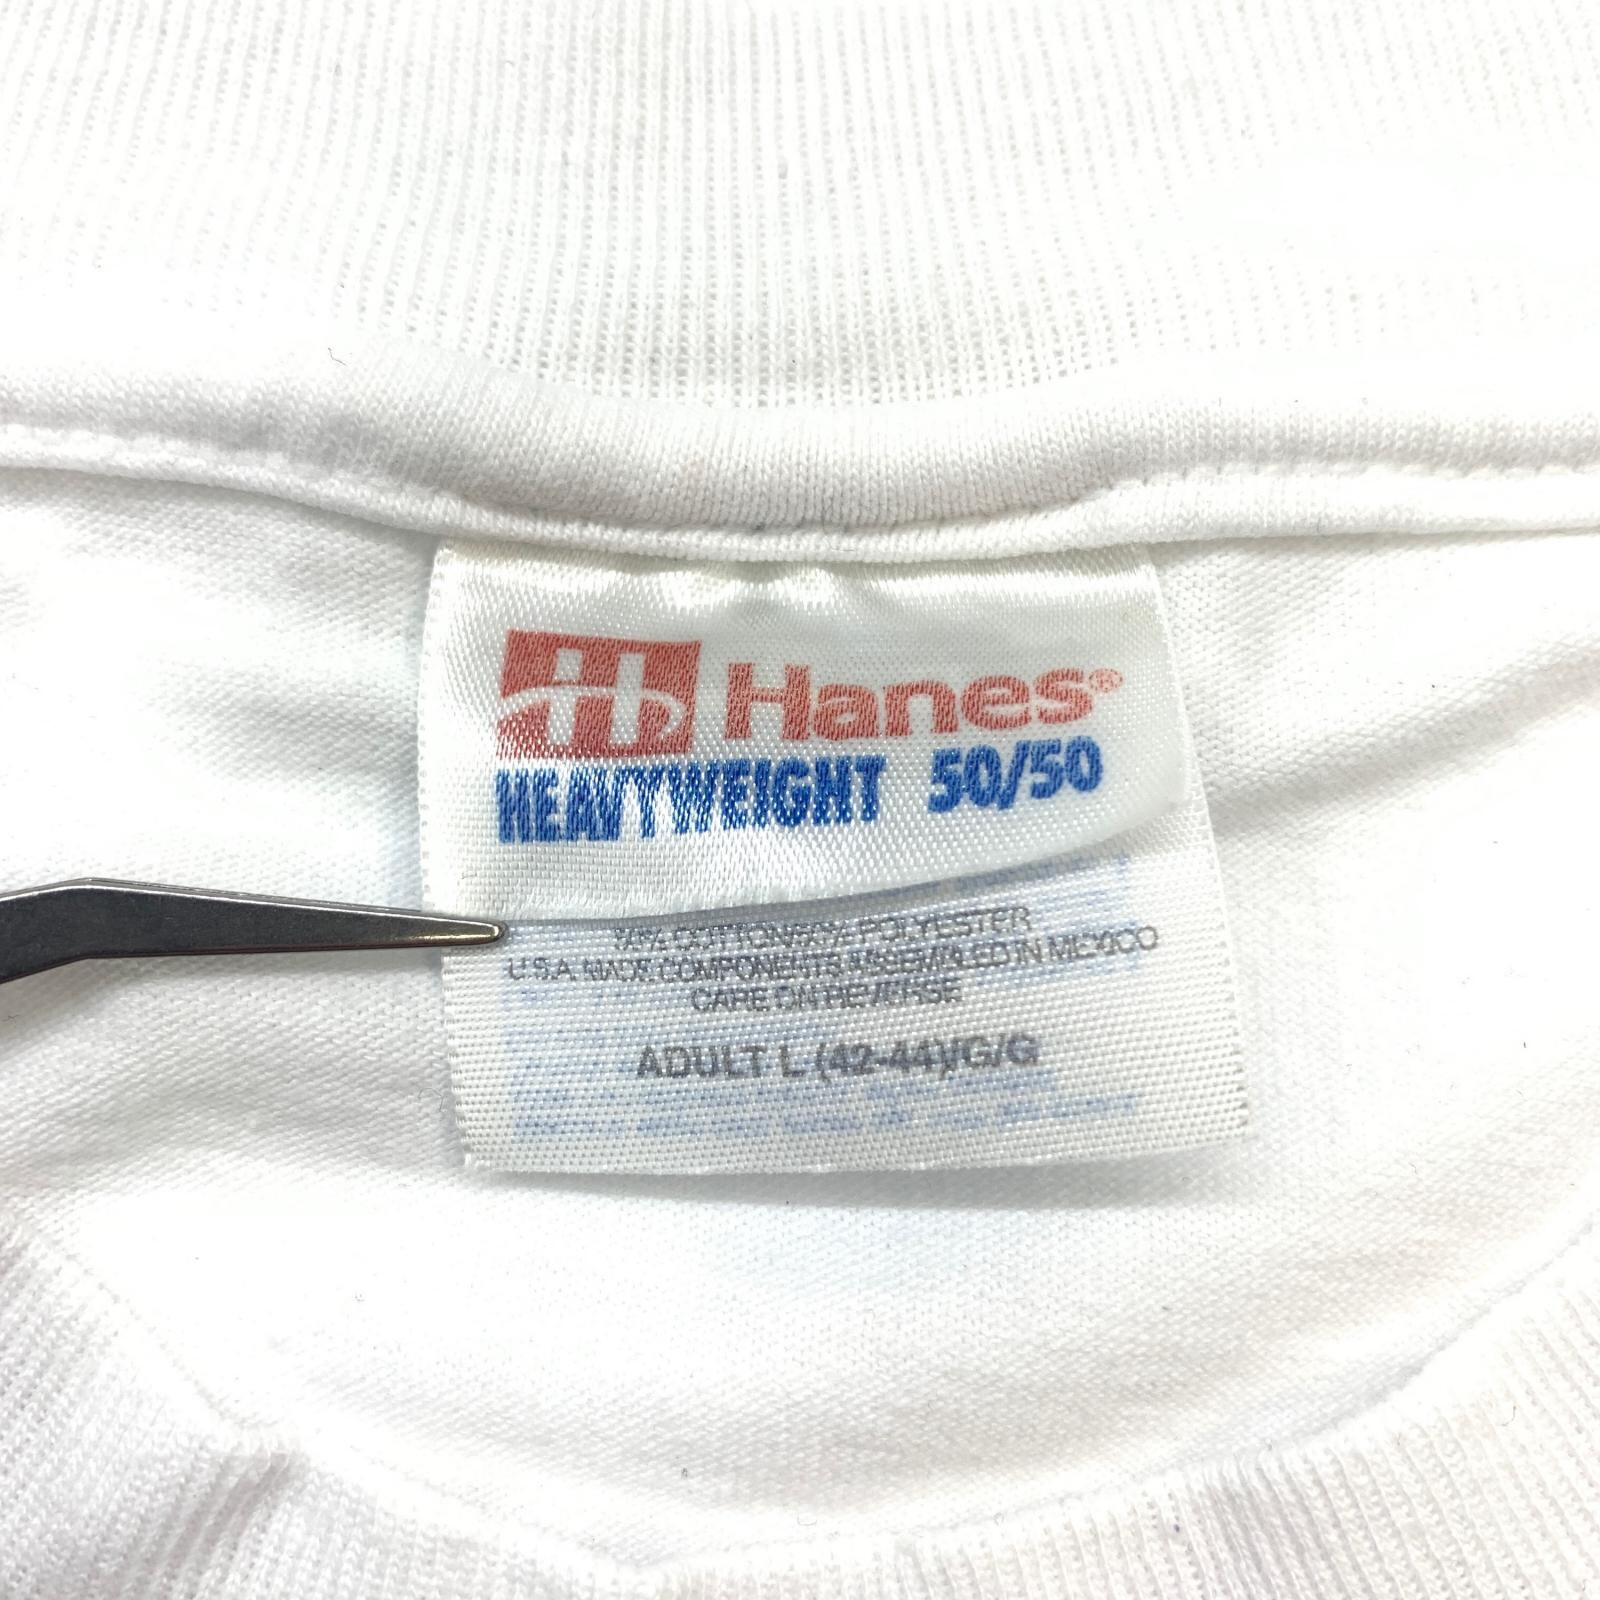 Hanes®
HEAVYWEIGHT 50/50
50% COTTON 50% POLYESTER
U.S.A. MADE COMPONENTS ASSEMBLED IN MEXICO
CARE ON REVERSE
ADULT L (42-44)/G/G